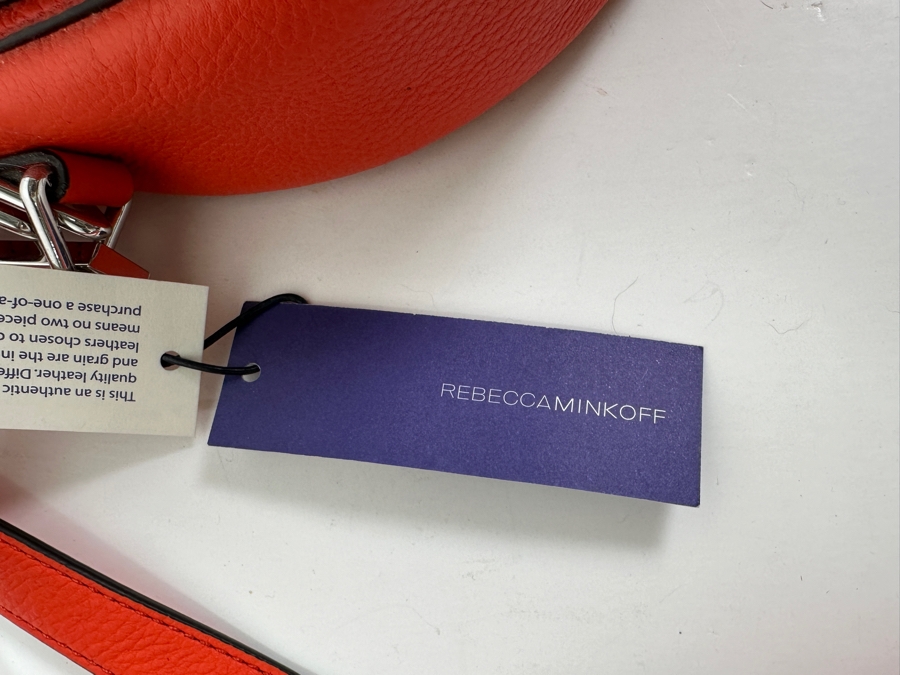 This is an authentic
quality leather.
and grain are the in
leathers chosen to
means no two piece
purchase a one-of-a-
REBECCAMINKOFF